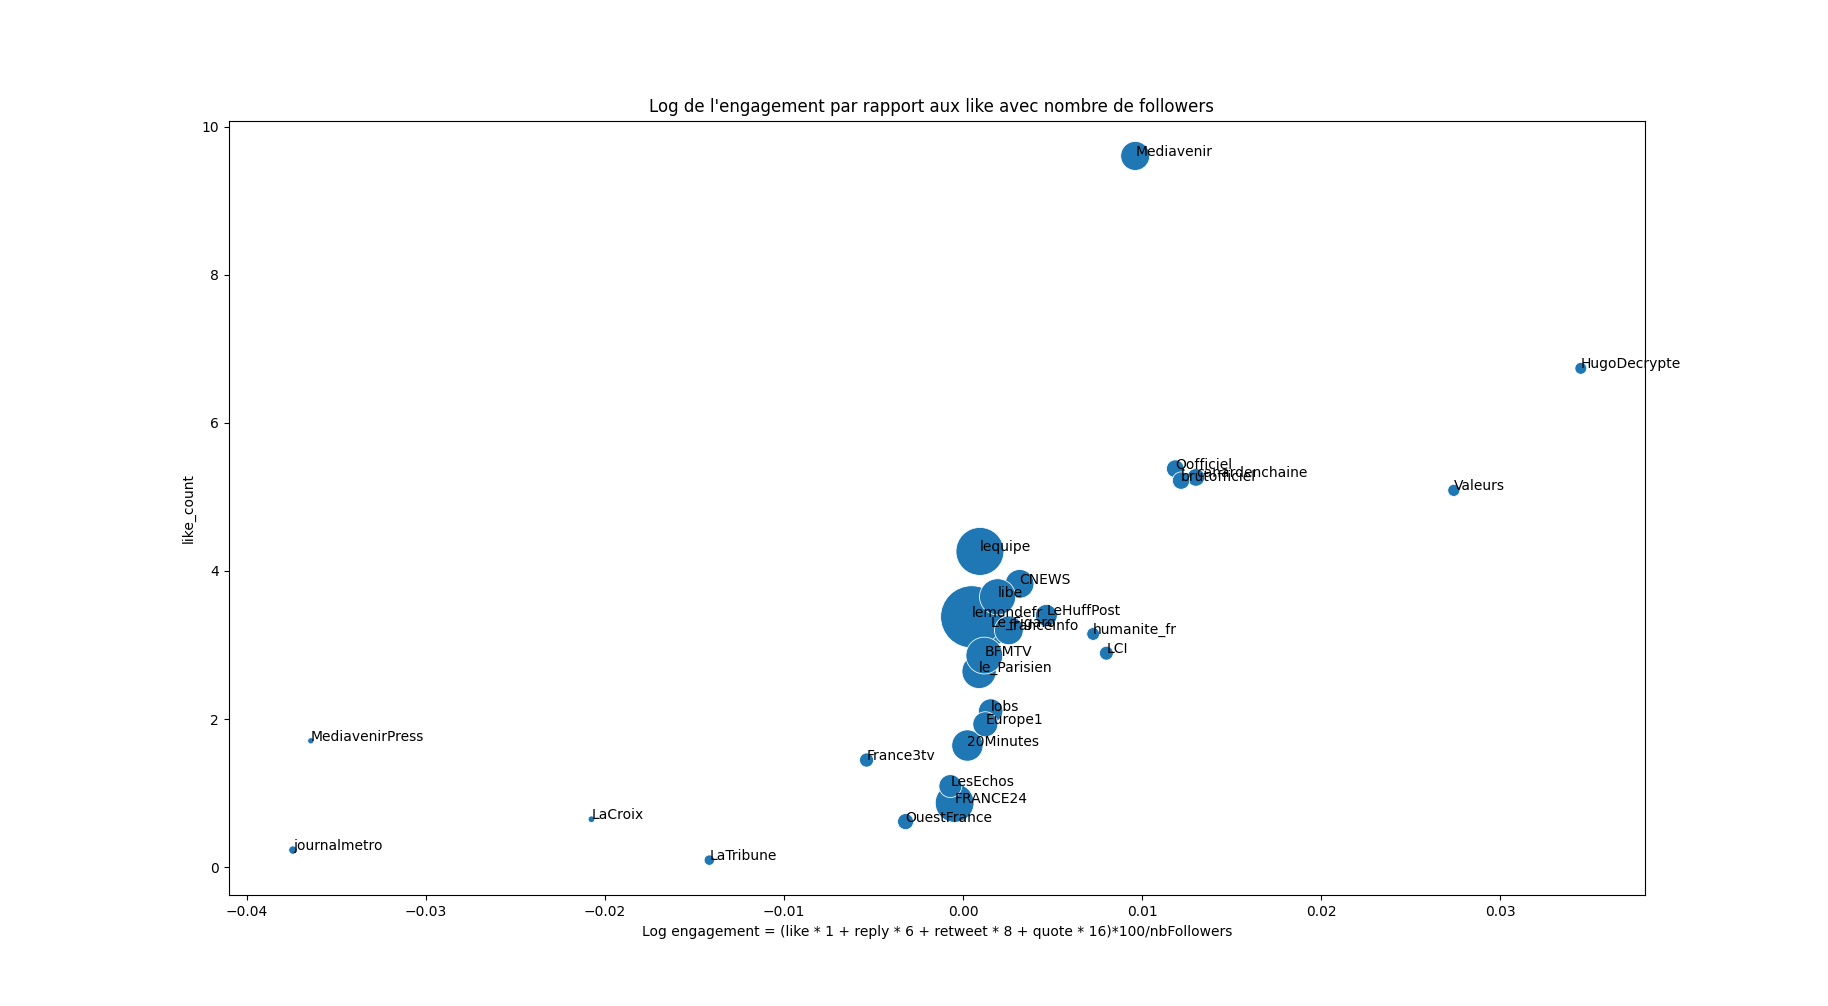 Log de l'engagement par rapport aux like avec nombre de followers
10
8
6
4
2
0
like_count
Mediavenir
HugoDecrypte
Qofficiel
canardenchaine
brutofficiel
Valeurs
lequipe
CNEWS
libe
lemondefr
LeHuffPost
Le_Figaro
franceinfo
humanite_fr
LCI
BFMTV
le_Parisien
lobs
Europe1
20Minutes
MediavenirPress
France3tv
LesEchos
FRANCE24
LaCroix
OuestFrance
journalmetro
LaTribune
−0.04
−0.03
−0.02
−0.01
0.00
0.01
0.02
0.03
Log engagement = (like * 1 + reply * 6 + retweet * 8 + quote * 16)*100/nbFollowers